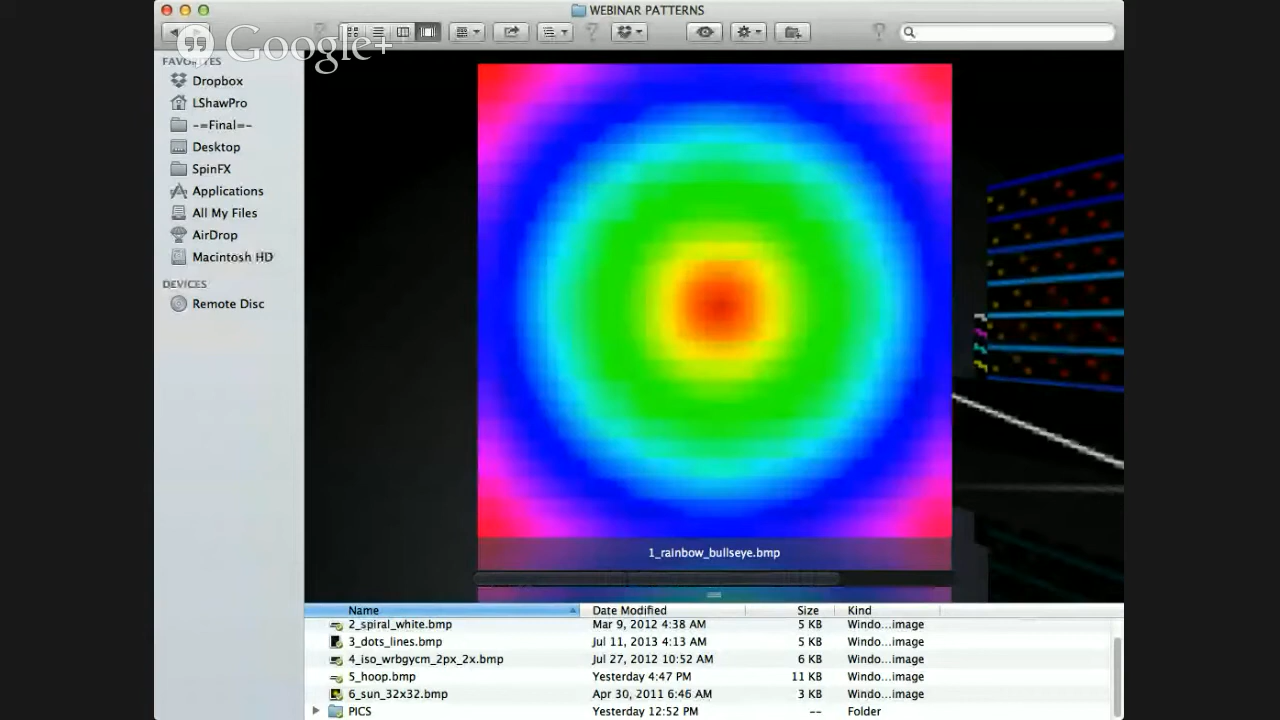 WEBINAR PATTERNS
Google+
FAVORITES
Dropbox
LShawPro
-=Final=-
Desktop
SpinFX
Applications
All My Files
AirDrop
Macintosh HD
DEVICES
Remote Disc
1_rainbow_bullseye.bmp
Name Date Modified Size Kind
2_spiral_white.bmp Mar 9, 2012 4:38 AM 5 KB Windo...image
3_dots_lines.bmp Jul 11, 2013 4:13 AM 5 KB Windo...image
4_iso_wrbgycm_2px_2x.bmp Jul 27, 2012 10:52 AM 6 KB Windo...image
5_hoop.bmp Yesterday 4:47 PM 11 KB Windo...image
6_sun_32x32.bmp Apr 30, 2011 6:46 AM 3 KB Windo...image
PICS Yesterday 12:52 PM -- Folder